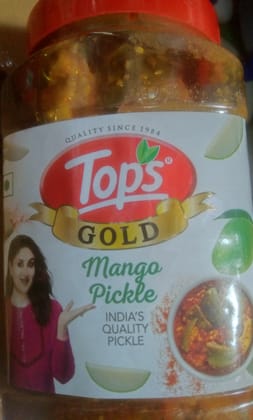 QUALITY SINCE 1984
Tops®
GOLD
Mango
Pickle
INDIA'S
QUALITY
PICKLE